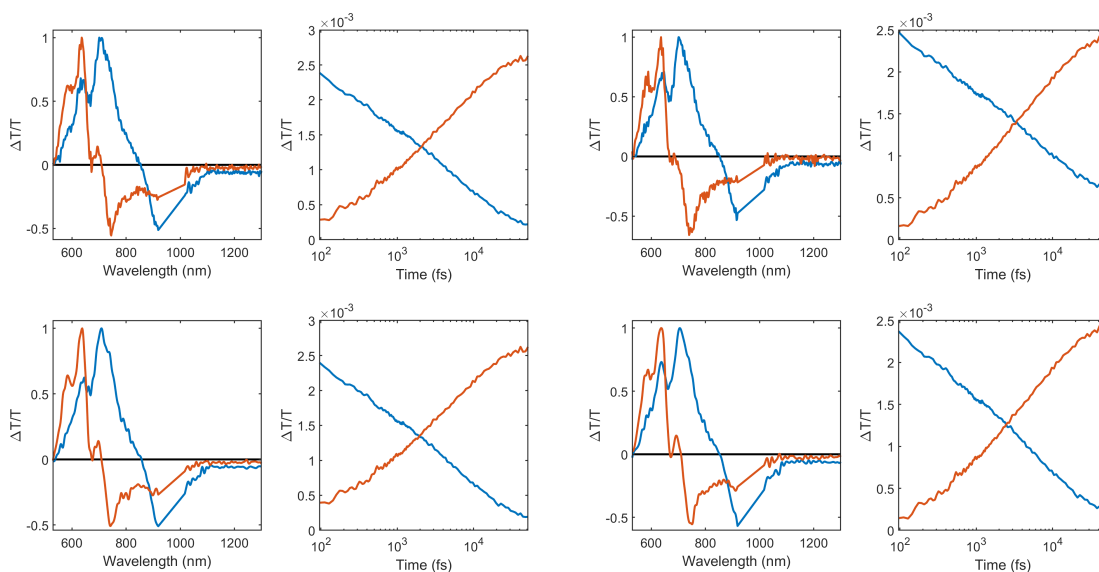 ×10⁻³ ×10⁻³
1 3 1 2.5
2.5 2
0.5 2 0.5 1.5
ΔT/T ΔT/T ΔT/T ΔT/T
1.5
0 1 0 1
0.5 0.5
-0.5 0 -0.5 0
600 800 1000 1200 10² 10³ 10⁴ 600 800 1000 1200 10² 10³ 10⁴
Wavelength (nm) Time (fs) Wavelength (nm) Time (fs)
×10⁻³ ×10⁻³
1 3 1 2.5
2.5 2
0.5 2 0.5 1.5
ΔT/T ΔT/T ΔT/T ΔT/T
1.5
0 1 0 1
0.5 0.5
-0.5 0 -0.5 0
600 800 1000 1200 10² 10³ 10⁴ 600 800 1000 1200 10² 10³ 10⁴
Wavelength (nm) Time (fs) Wavelength (nm) Time (fs)